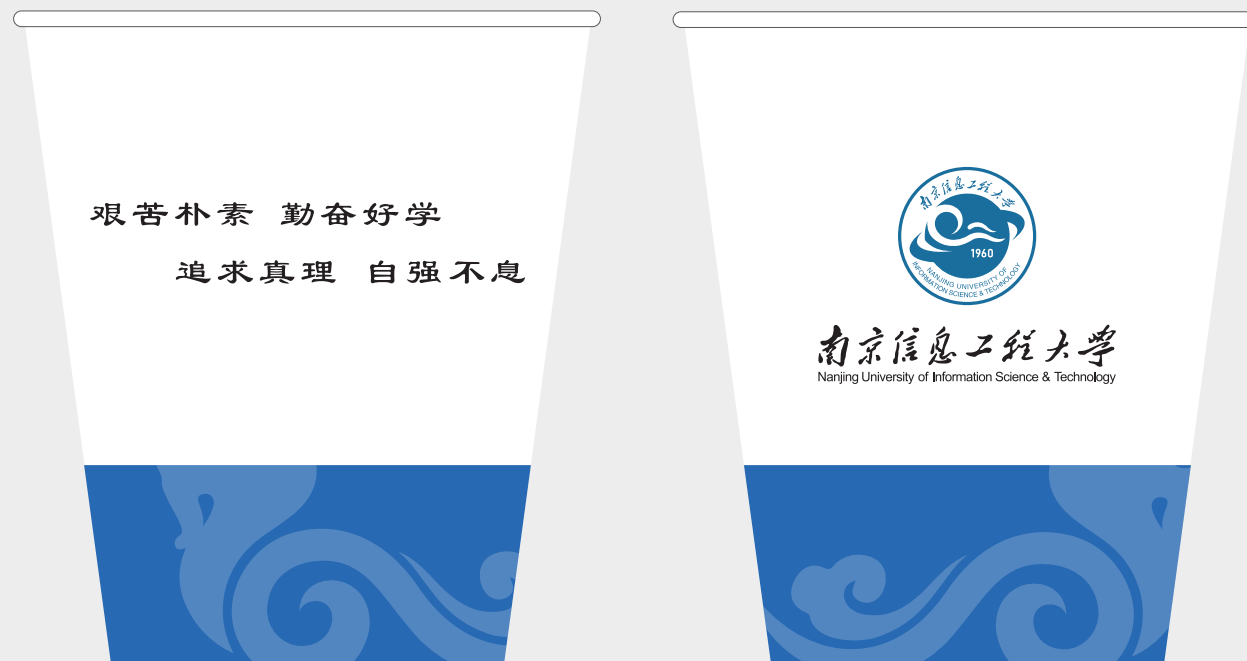 艰苦朴素 勤奋好学
追求真理 自强不息
南京信息工程大学
1960
NANJING UNIVERSITY OF
INFORMATION SCIENCE & TECHNOLOGY
南京信息工程大学
Nanjing University of Information Science & Technology